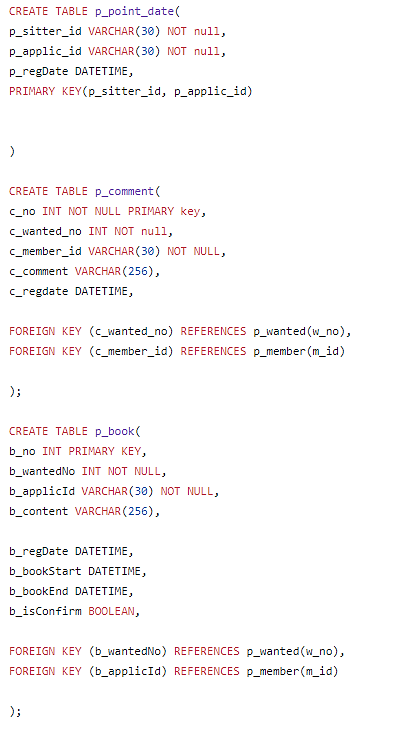 CREATE TABLE p_point_date(
p_sitter_id VARCHAR(30) NOT null,
p_applic_id VARCHAR(30) NOT null,
p_regDate DATETIME,
PRIMARY KEY(p_sitter_id, p_applic_id)
)
CREATE TABLE p_comment(
c_no INT NOT NULL PRIMARY key,
c_wanted_no INT NOT null,
c_member_id VARCHAR(30) NOT NULL,
c_comment VARCHAR(256),
c_regdate DATETIME,
FOREIGN KEY (c_wanted_no) REFERENCES p_wanted(w_no),
FOREIGN KEY (c_member_id) REFERENCES p_member(m_id)
);
CREATE TABLE p_book(
b_no INT PRIMARY KEY,
b_wantedNo INT NOT NULL,
b_applicId VARCHAR(30) NOT NULL,
b_content VARCHAR(256),
b_regDate DATETIME,
b_bookStart DATETIME,
b_bookEnd DATETIME,
b_isConfirm BOOLEAN,
FOREIGN KEY (b_wantedNo) REFERENCES p_wanted(w_no),
FOREIGN KEY (b_applicId) REFERENCES p_member(m_id)
);